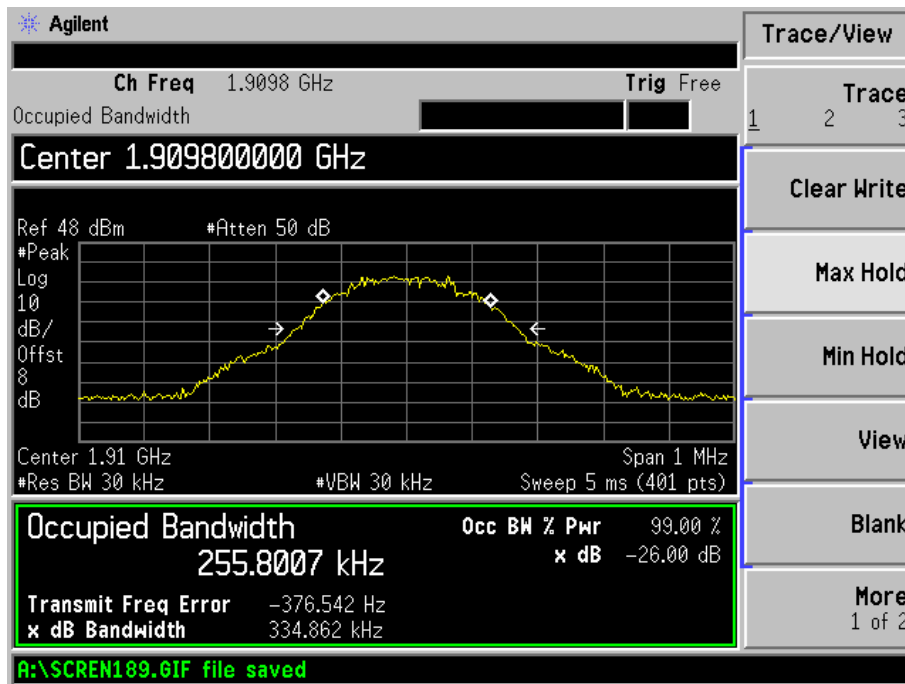 Agilent
Ch Freq 1.9098 GHz Trig Free
Occupied Bandwidth
Center 1.909800000 GHz
Ref 48 dBm #Atten 50 dB
#Peak
Log
10
dB/
Offst
8
dB
Center 1.91 GHz Span 1 MHz
#Res BW 30 kHz #VBW 30 kHz Sweep 5 ms (401 pts)
Occupied Bandwidth Occ BW % Pwr 99.00 %
255.8007 kHz x dB -26.00 dB
Transmit Freq Error -376.542 Hz
x dB Bandwidth 334.862 kHz
A:\SCREN189.GIF file saved
Trace/View
Trace
1 2 3
Clear Write
Max Hold
Min Hold
View
Blank
More
1 of 2